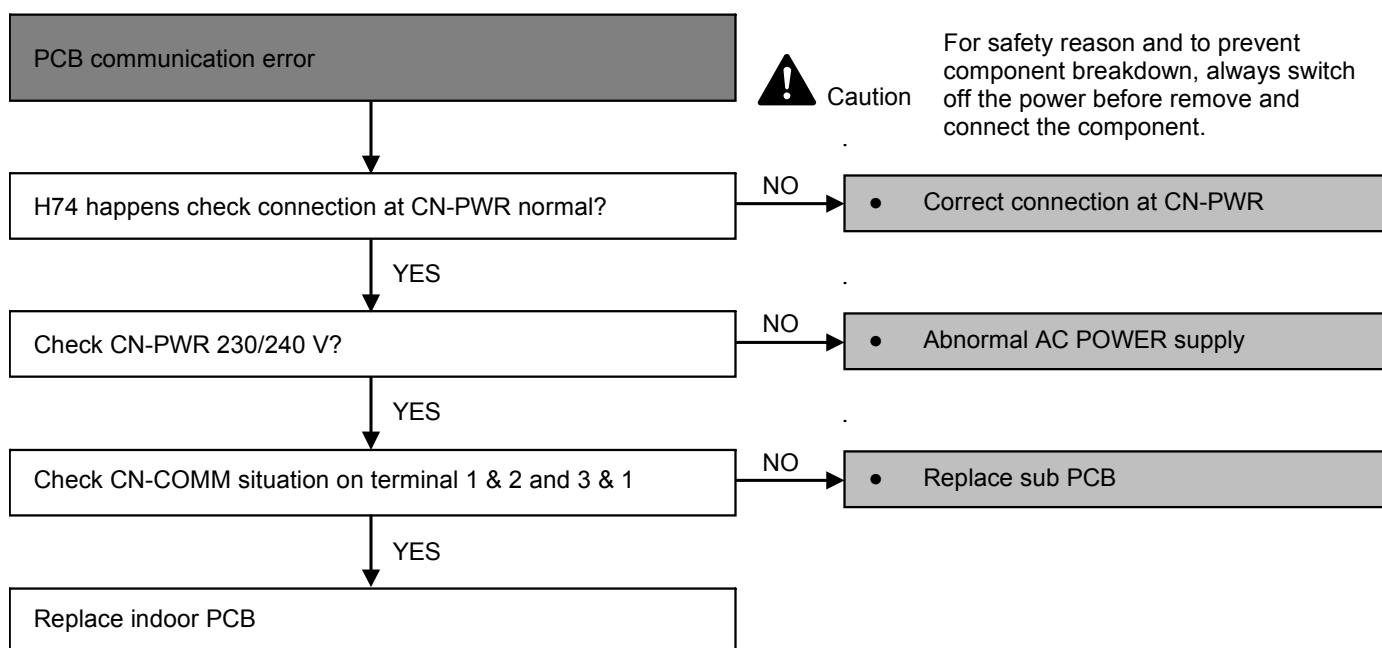 PCB communication error
Caution
For safety reason and to prevent
component breakdown, always switch
off the power before remove and
connect the component.
.
H74 happens check connection at CN-PWR normal?
NO
● Correct connection at CN-PWR
YES
.
Check CN-PWR 230/240 V?
NO
● Abnormal AC POWER supply
YES
.
Check CN-COMM situation on terminal 1 & 2 and 3 & 1
NO
● Replace sub PCB
YES
Replace indoor PCB